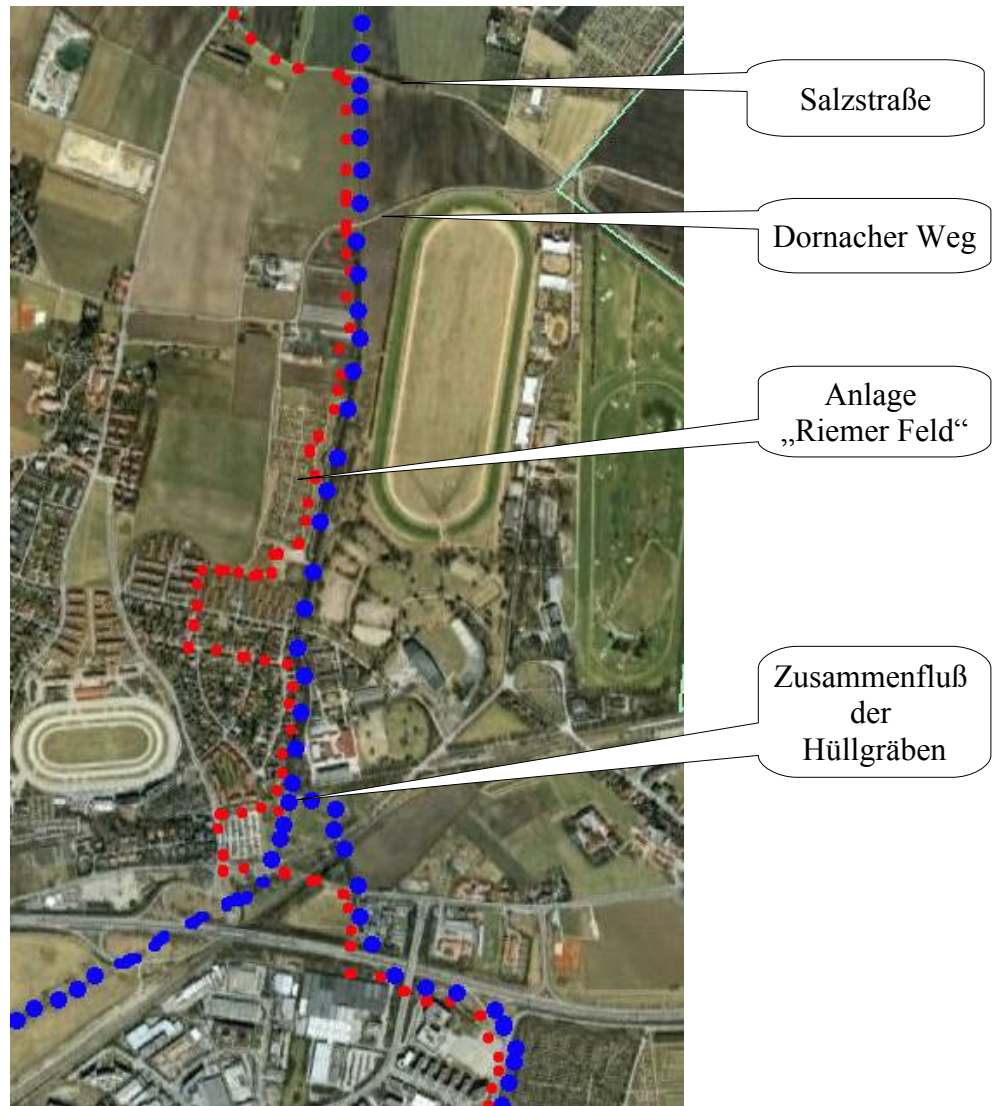 Salzstraße
Dornacher Weg
Anlage
„Riemer Feld“
Zusammenfluß
der
Hüllgräben